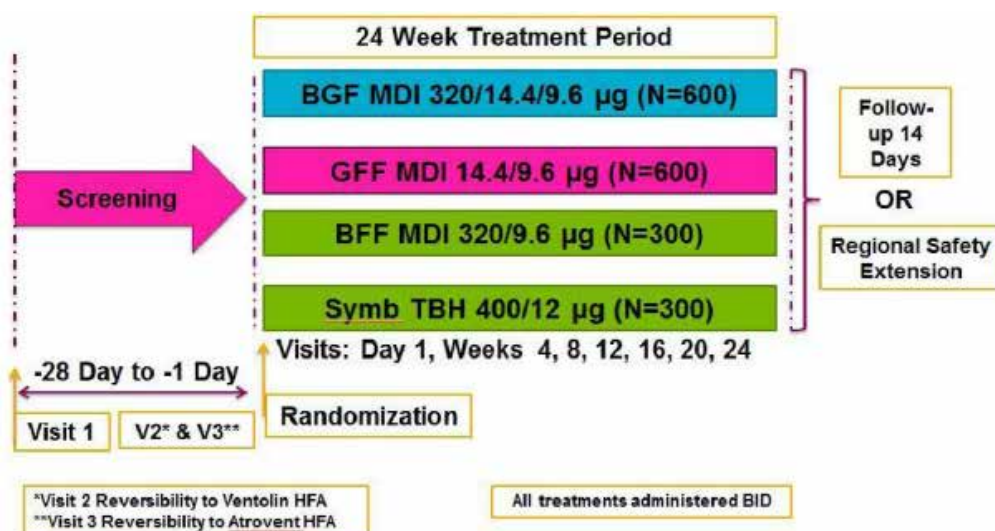 24 Week Treatment Period
BGF MDI 320/14.4/9.6 µg (N=600)
GFF MDI 14.4/9.6 µg (N=600)
BFF MDI 320/9.6 µg (N=300)
Symb TBH 400/12 µg (N=300)
Visits: Day 1, Weeks 4, 8, 12, 16, 20, 24
Screening
-28 Day to -1 Day
Visit 1
V2* & V3**
Randomization
Follow-
up 14
Days
OR
Regional Safety
Extension
*Visit 2 Reversibility to Ventolin HFA
**Visit 3 Reversibility to Atrovent HFA
All treatments administered BID